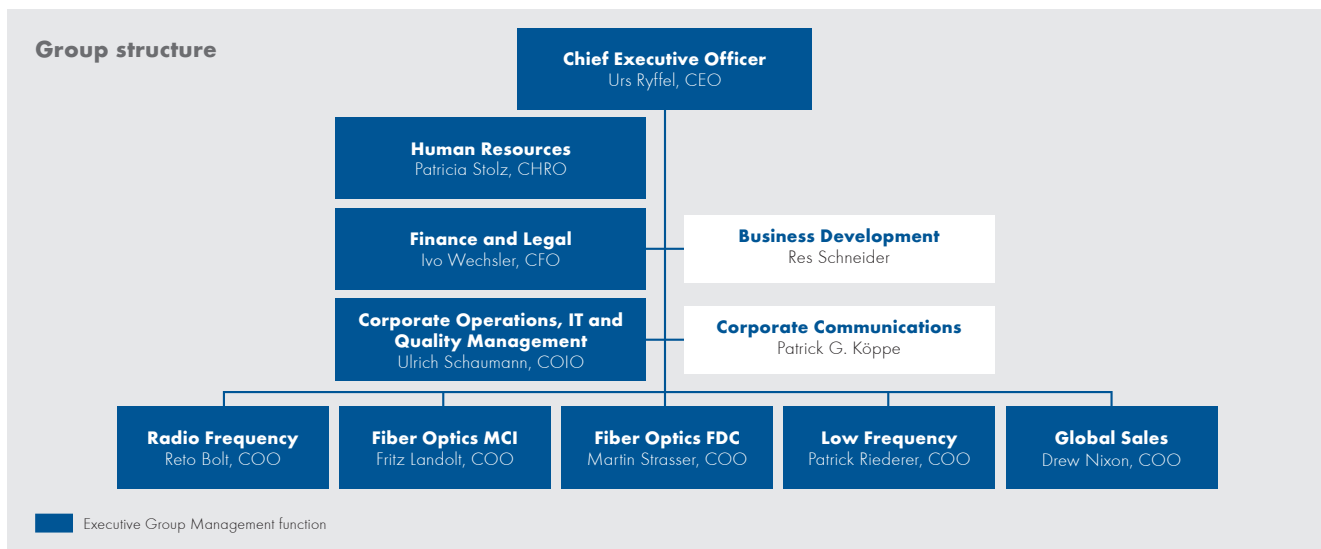 Group structure
Chief Executive Officer
Urs Ryffel, CEO
Human Resources
Patricia Stolz, CHRO
Finance and Legal
Ivo Wechsler, CFO
Business Development
Res Schneider
Corporate Operations, IT and
Quality Management
Ulrich Schaumann, COIO
Corporate Communications
Patrick G. Köppe
Radio Frequency
Reto Bolt, COO
Fiber Optics MCI
Fritz Landolt, COO
Fiber Optics FDC
Martin Strasser, COO
Low Frequency
Patrick Riederer, COO
Global Sales
Drew Nixon, COO
Executive Group Management function